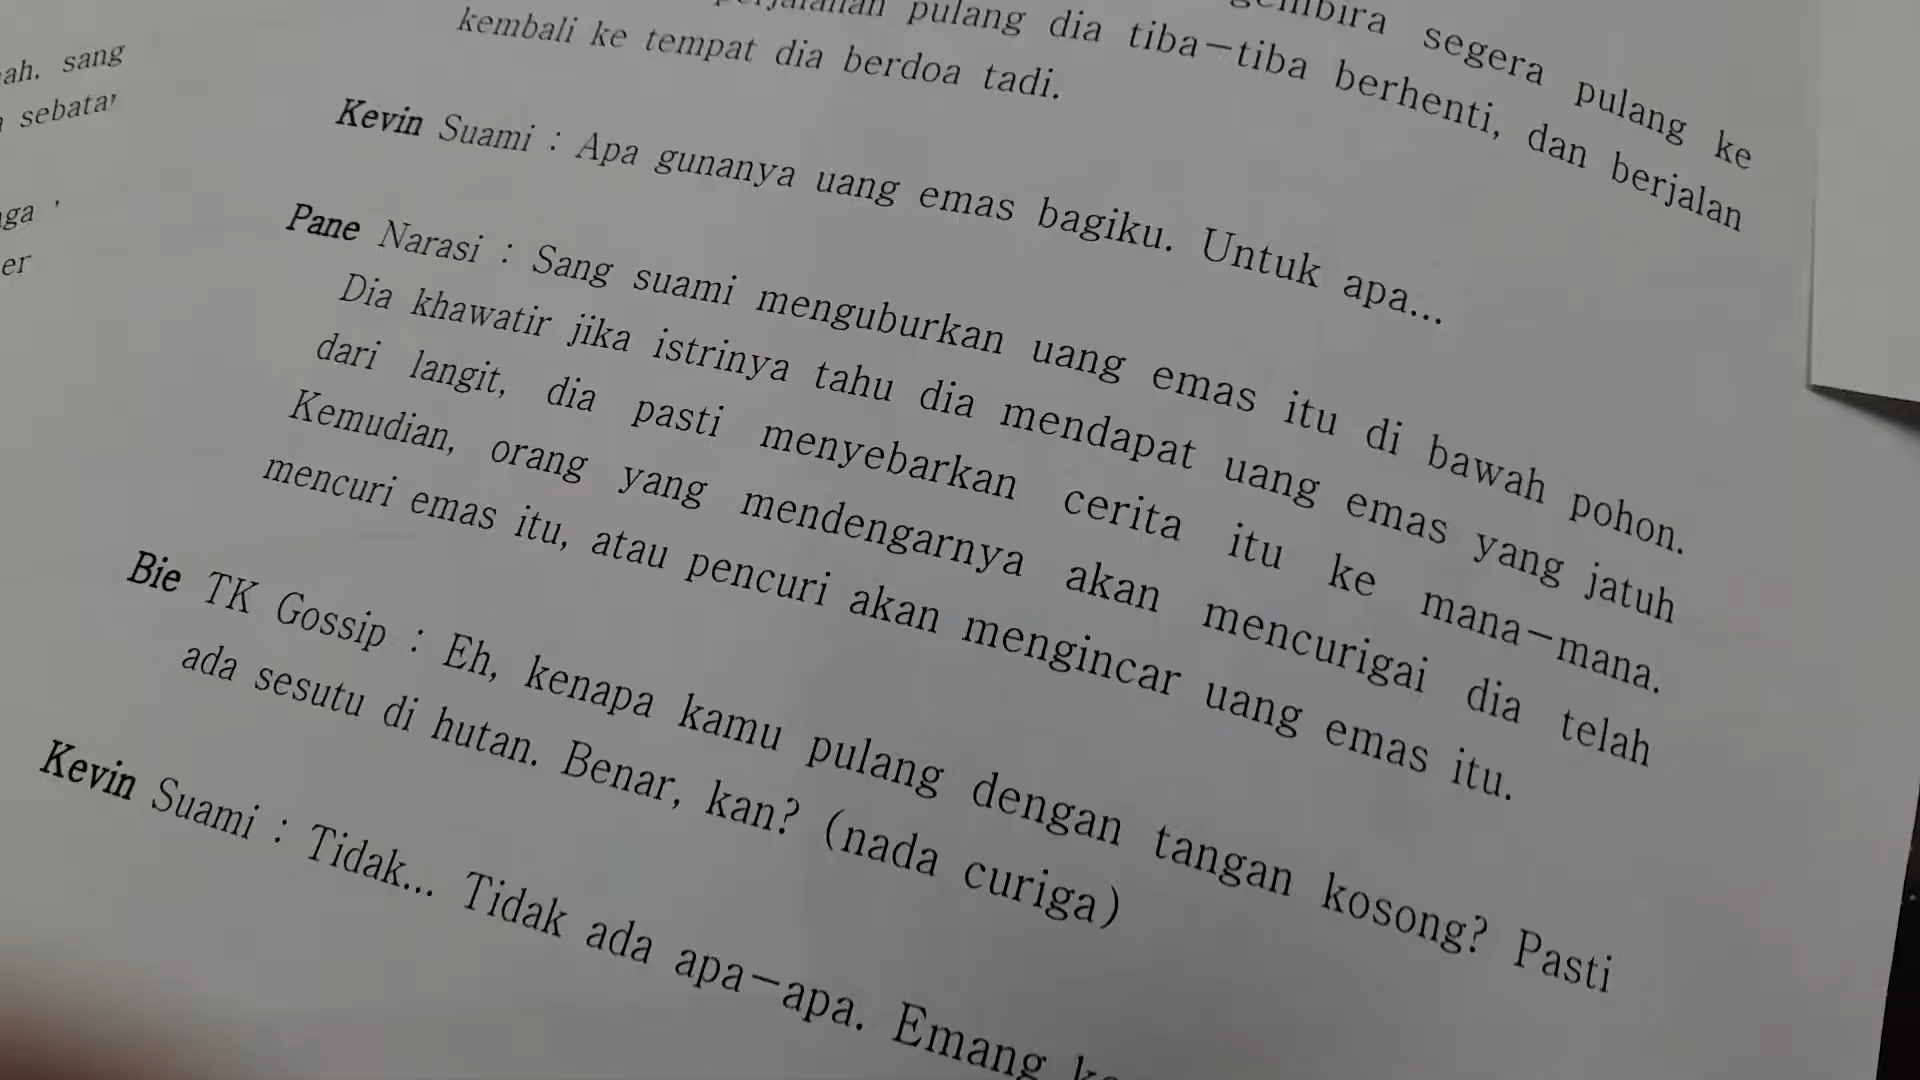 segera pulang ke
pulang dia tiba-tiba berhenti, dan berjalan
kembali ke tempat dia berdoa tadi.
Kevin Suami : Apa gunanya uang emas bagiku. Untuk apa...
Pane Narasi : Sang suami menguburkan uang emas itu di bawah pohon.
Dia khawatir jika istrinya tahu dia mendapat uang emas yang jatuh
dari langit, dia pasti menyebarkan cerita itu ke mana-mana.
Kemudian, orang yang mendengarnya akan mencurigai dia telah
mencuri emas itu, atau pencuri akan mengincar uang emas itu.
Bie TK Gossip : Eh, kenapa kamu pulang dengan tangan kosong? Pasti
ada sesutu di hutan. Benar, kan? (nada curiga)
Kevin Suami : Tidak... Tidak ada apa-apa. Emang
sang